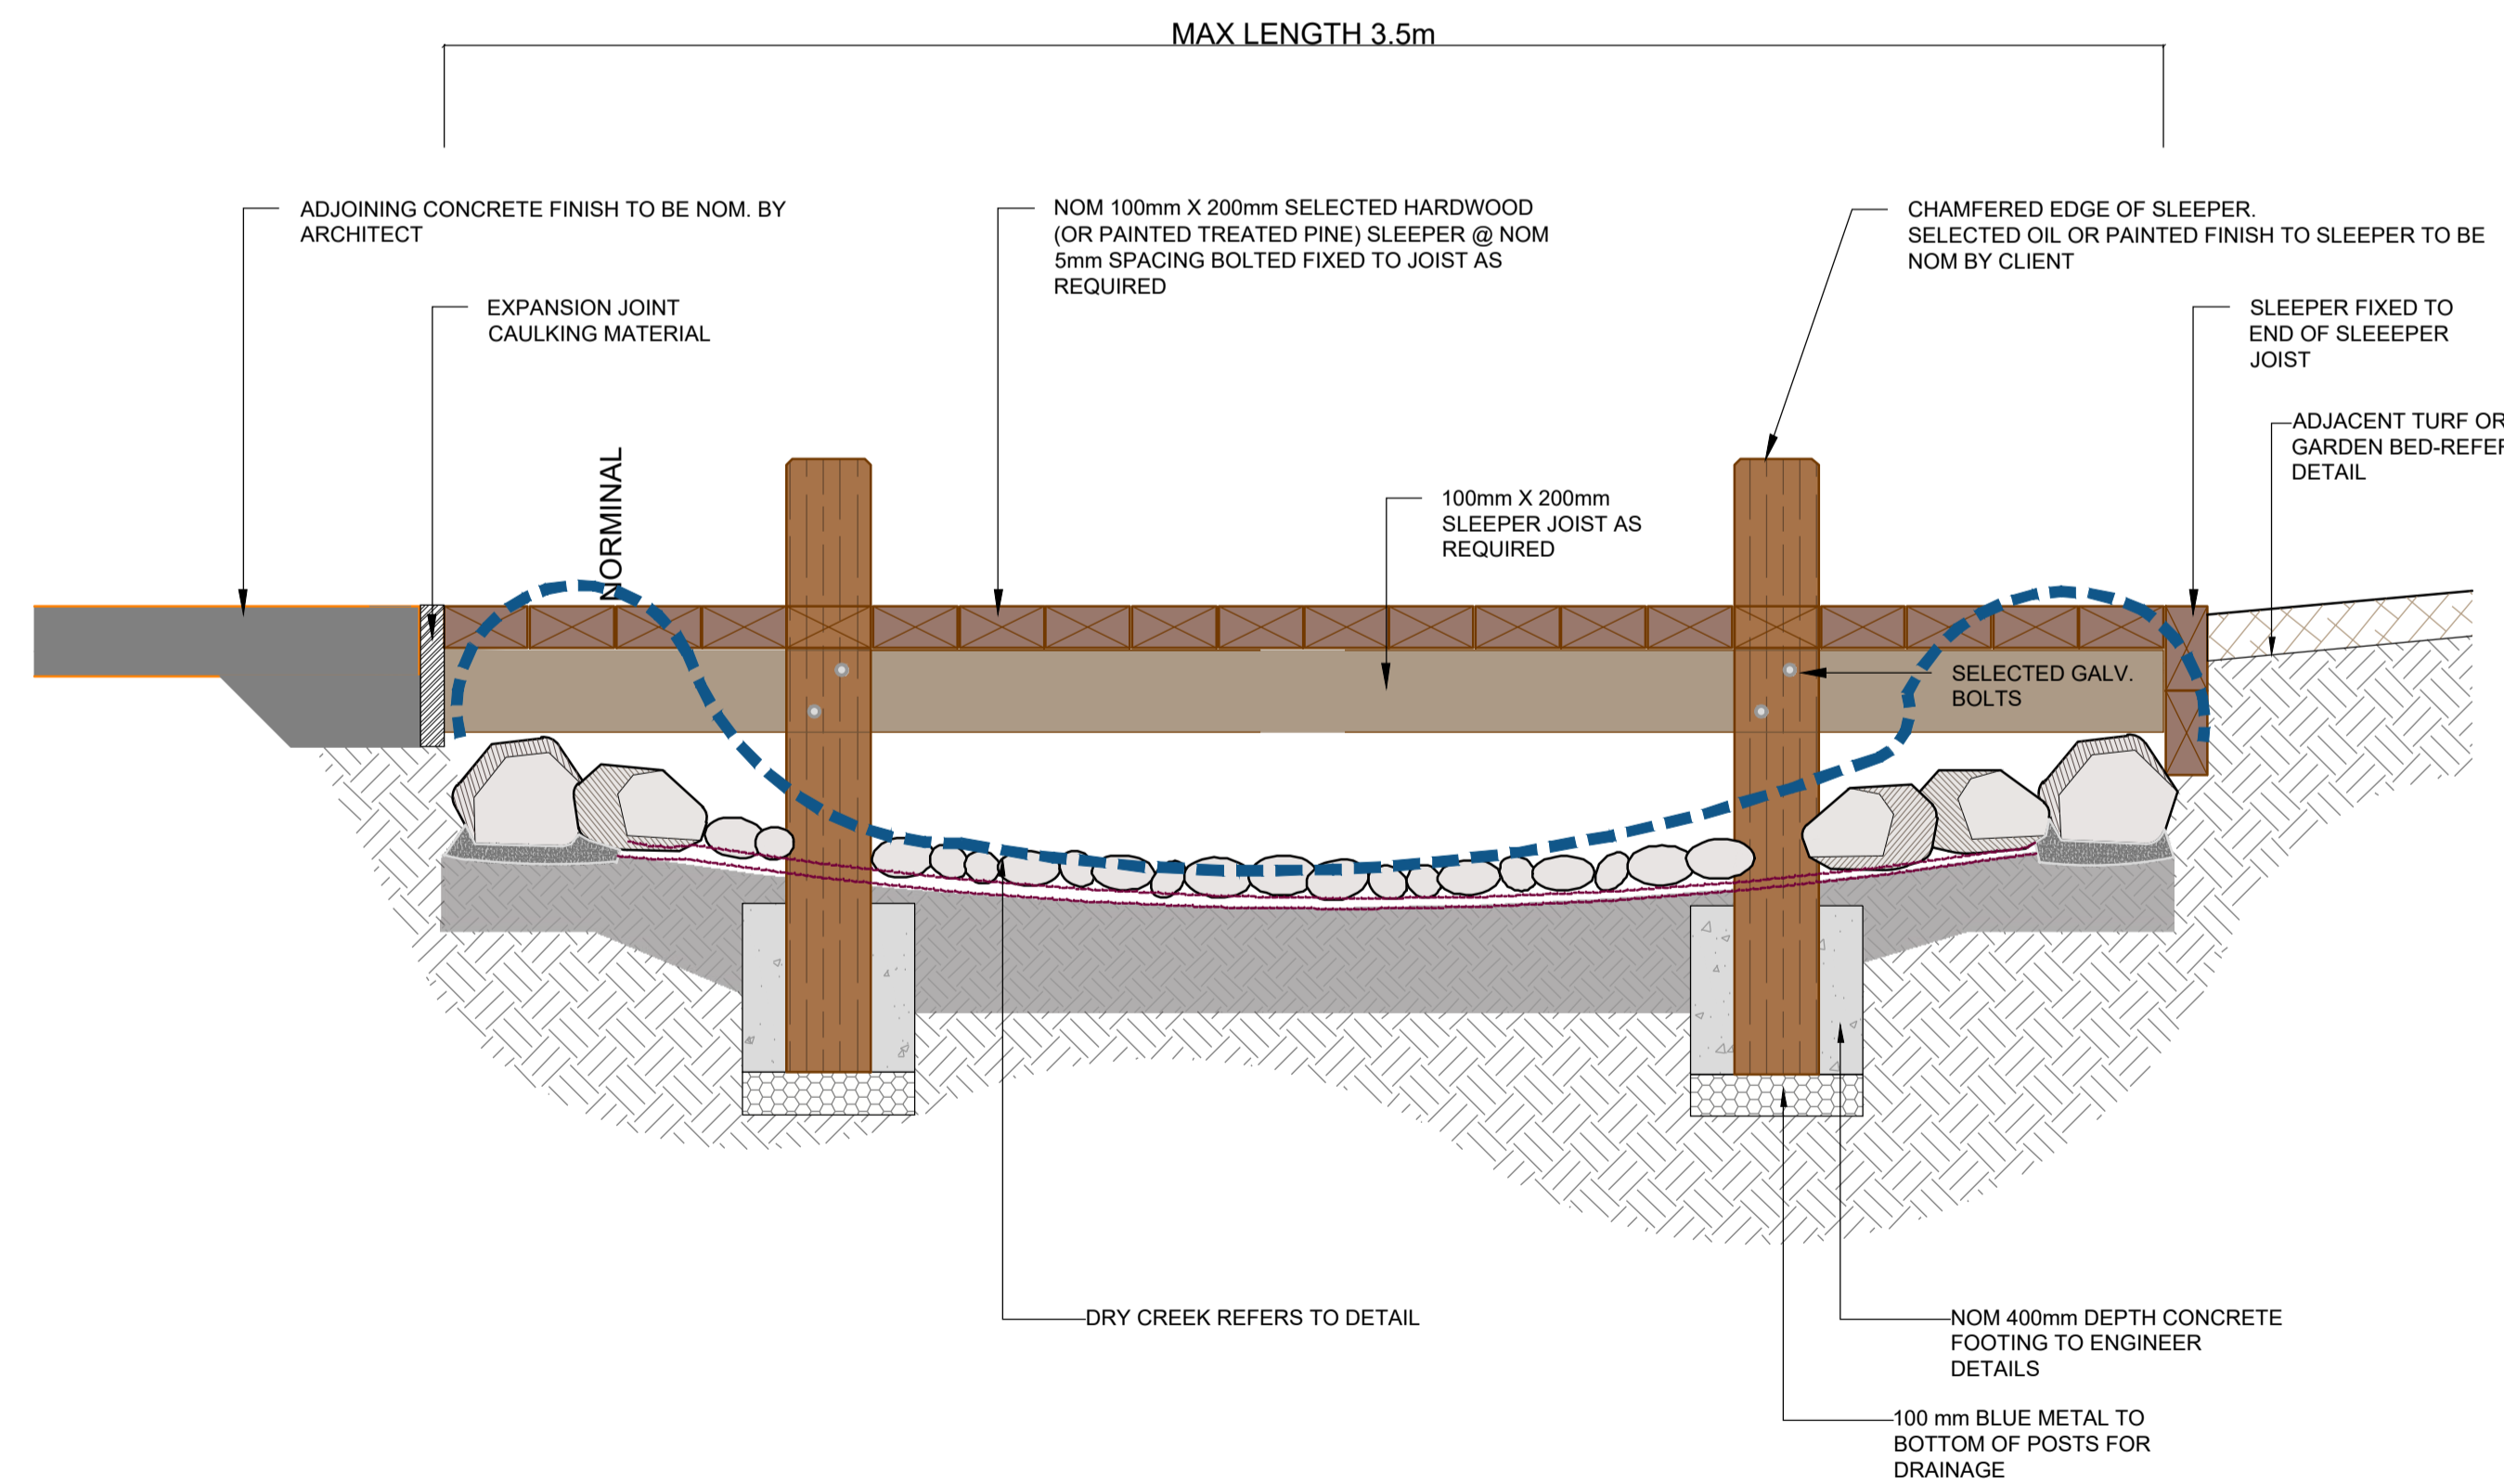 MAX LENGTH 3.5m
ADJOINING CONCRETE FINISH TO BE NOM. BY
ARCHITECT
EXPANSION JOINT
CAULKING MATERIAL
NOM 100mm X 200mm SELECTED HARDWOOD
(OR PAINTED TREATED PINE) SLEEPER @ NOM
5mm SPACING BOLTED FIXED TO JOIST AS
REQUIRED
CHAMFERED EDGE OF SLEEPER.
SELECTED OIL OR PAINTED FINISH TO SLEEPER TO BE
NOM BY CLIENT
SLEEPER FIXED TO
END OF SLEEEPER
JOIST
ADJACENT TURF OR
GARDEN BED-REFER
DETAIL
NORMINAL
100mm X 200mm
SLEEPER JOIST AS
REQUIRED
SELECTED GALV.
BOLTS
DRY CREEK REFERS TO DETAIL
NOM 400mm DEPTH CONCRETE
FOOTING TO ENGINEER
DETAILS
100 mm BLUE METAL TO
BOTTOM OF POSTS FOR
DRAINAGE